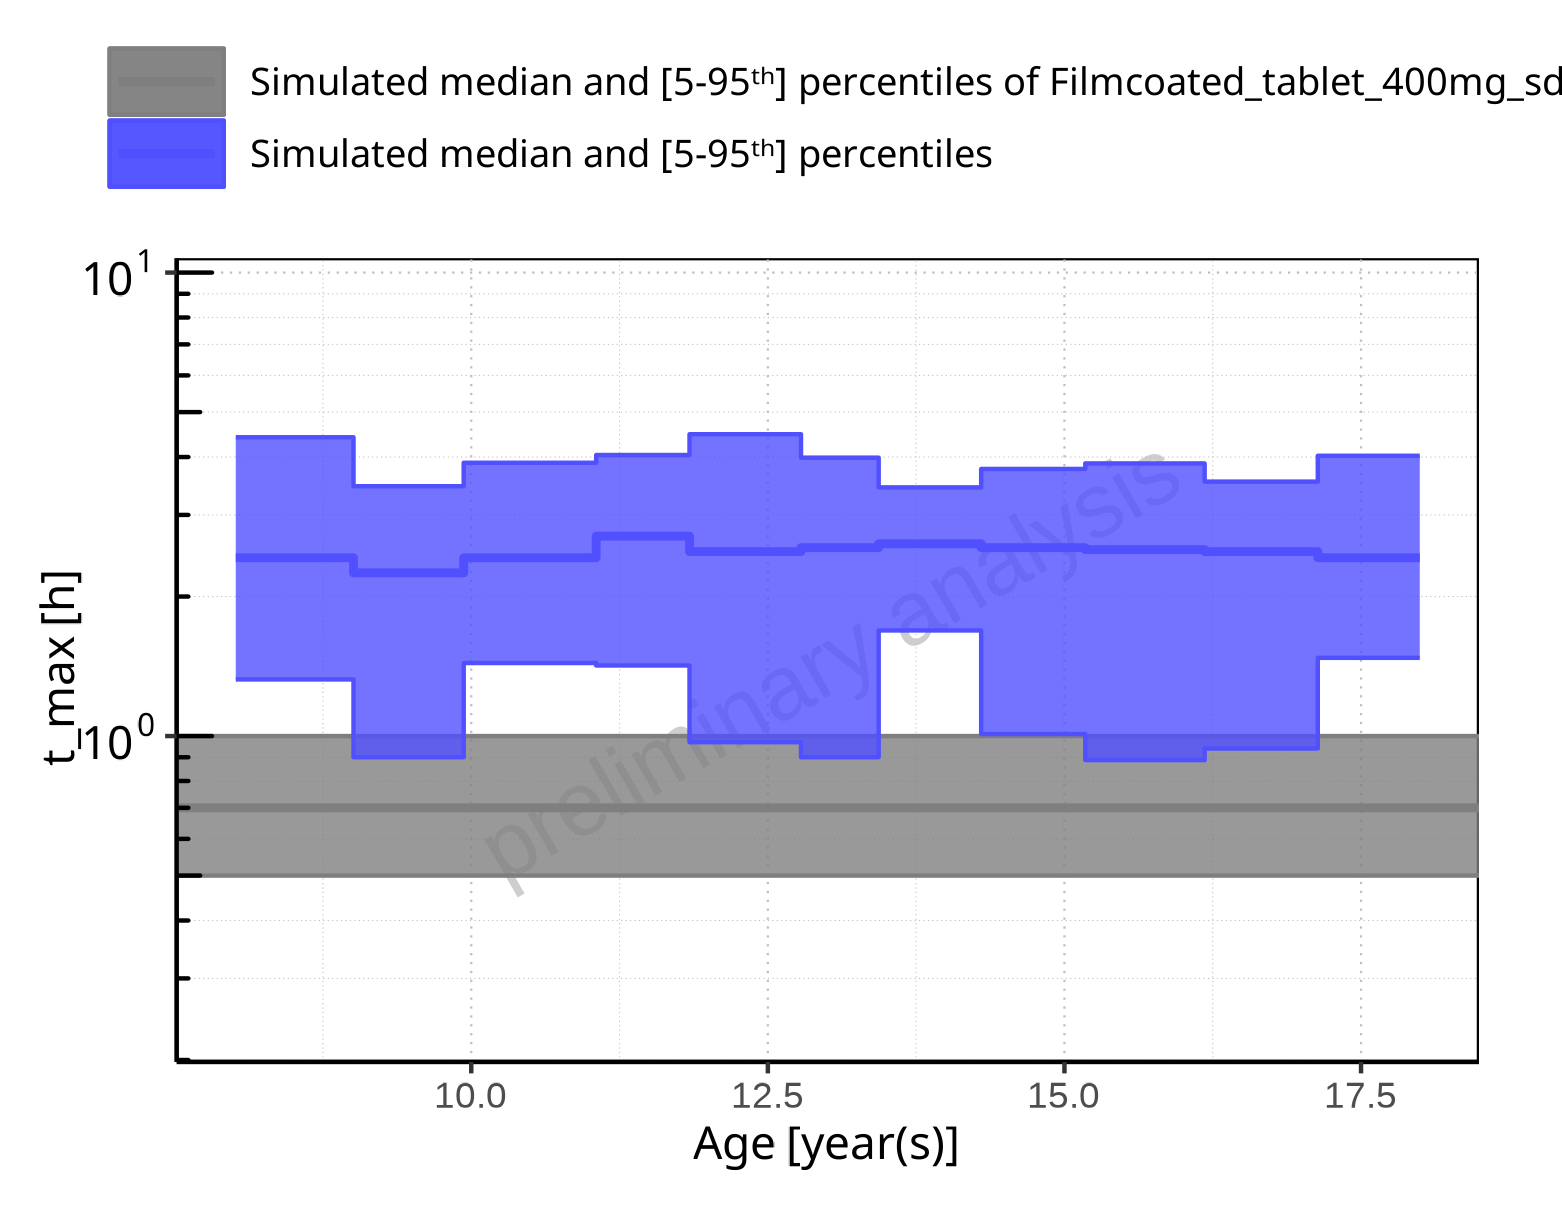 Simulated median and [5-95ᵗʰ] percentiles of Filmcoated_tablet_400mg_sd
Simulated median and [5-95ᵗʰ] percentiles
10¹
10⁰
t_max [h]
preliminary analysis
10.0 12.5 15.0 17.5
Age [year(s)]